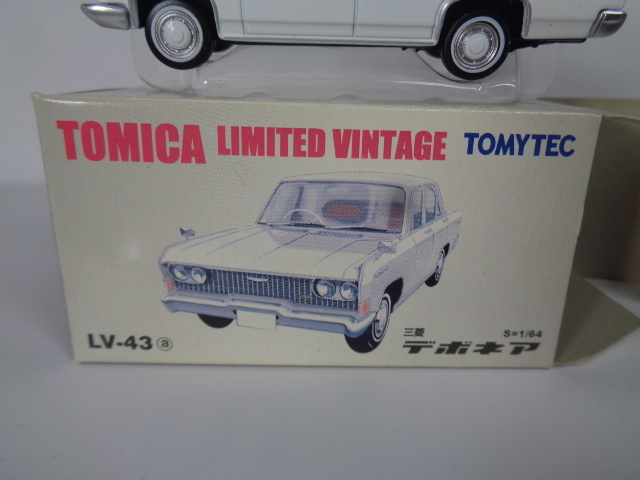 TOMICA LIMITED VINTAGE TOMYTEC
LV-43 ⓐ
三菱 S=1/64
デボネア